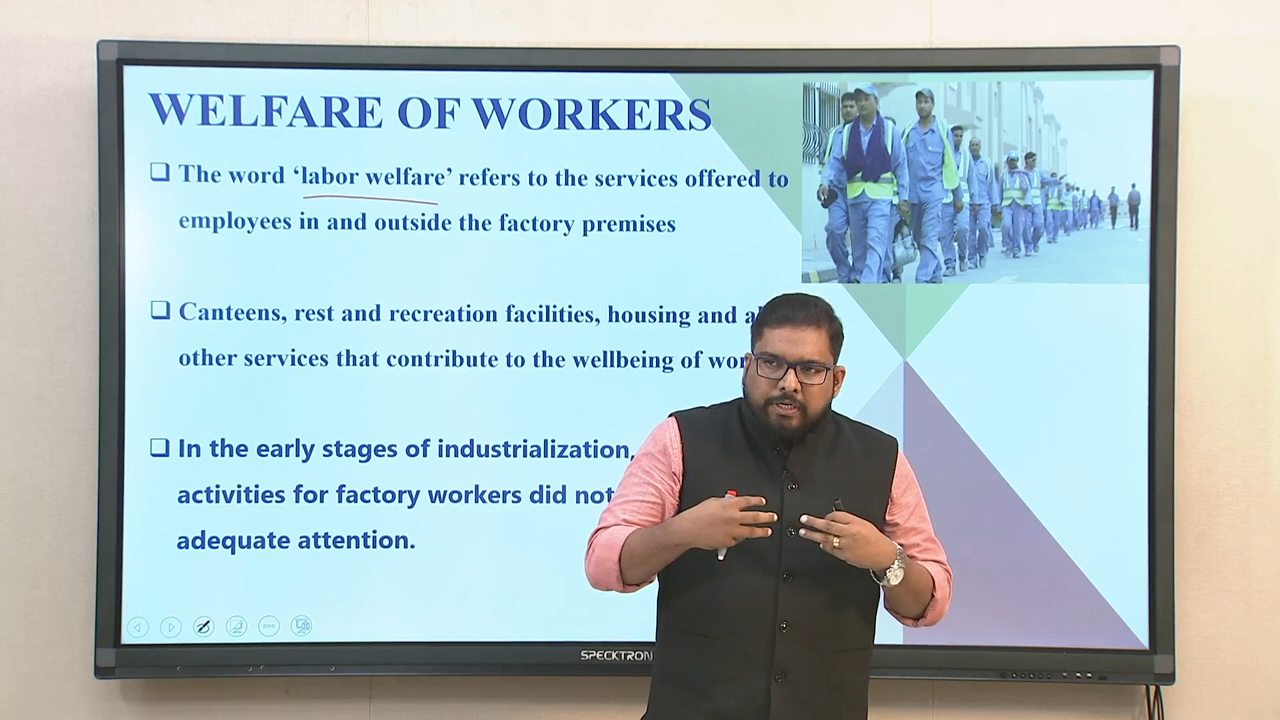 WELFARE OF WORKERS
❑ The word ‘labor welfare’ refers to the services offered to
employees in and outside the factory premises
❑ Canteens, rest and recreation facilities, housing and
other services that contribute to the wellbeing of
❑ In the early stages of industrialization,
activities for factory workers did not
adequate attention.
SPECKTRON